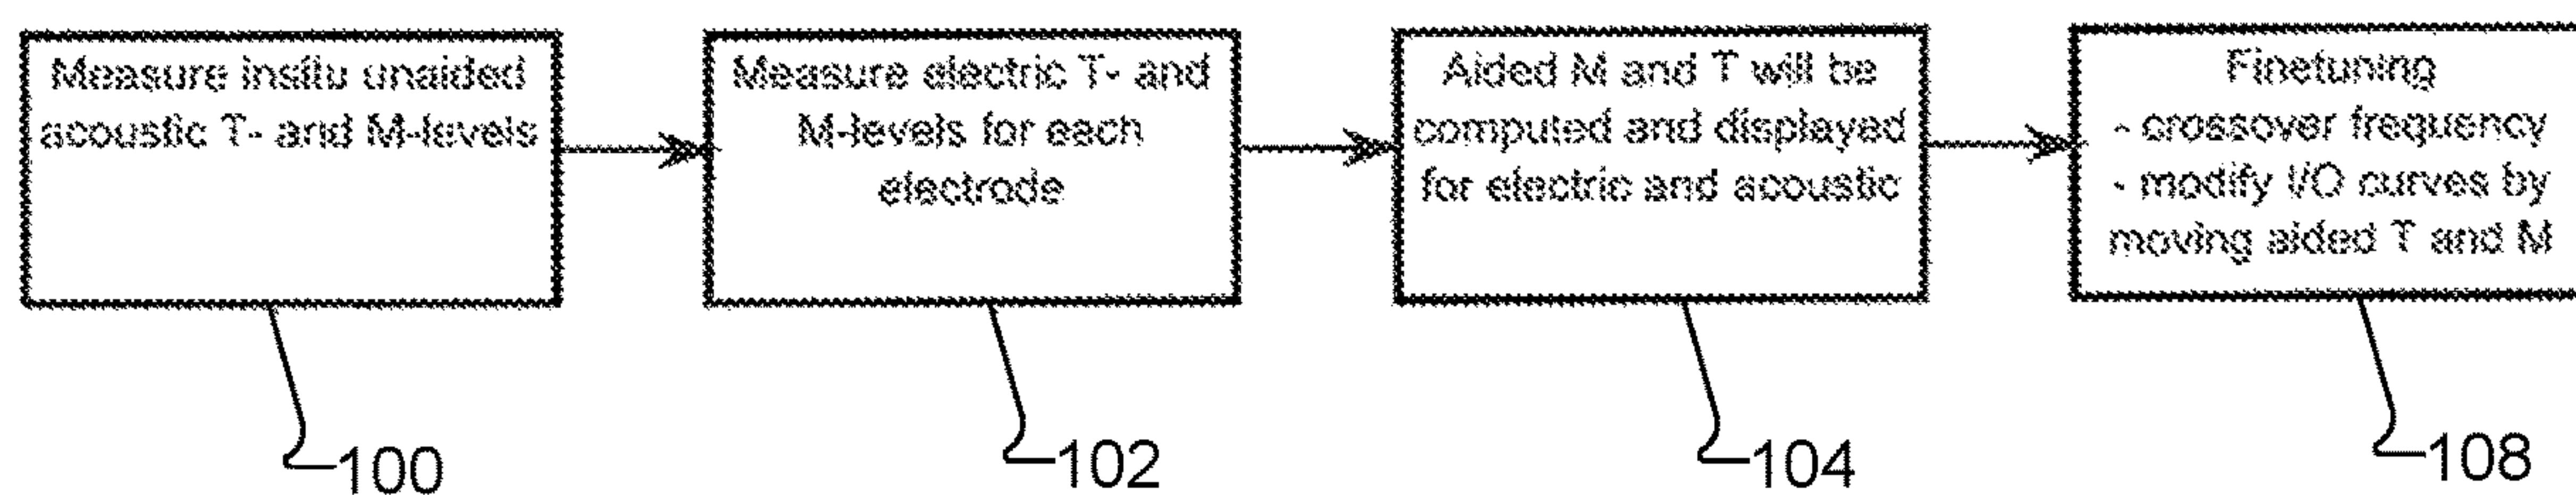 Measure insitu unaided
acoustic T- and M-levels
Measure electric T- and
M-levels for each
electrode
Aided M and T will be
computed and displayed
for electric and acoustic
Finetuning
- crossover frequency
- modify I/O curves by
moving aided T and M
100
102
104
108